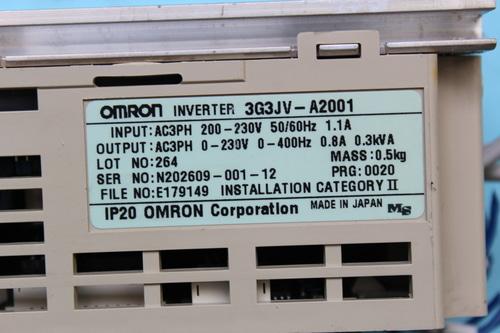 OMRON INVERTER 3G3JV-A2001
INPUT:AC3PH 200-230V 50/60Hz 1.1A
OUTPUT:AC3PH 0-230V 0-400Hz 0.8A 0.3kVA
LOT NO:264 MASS:0.5kg
SER NO:N202609-001-12 PRG:0020
FILE NO:E179149 INSTALLATION CATEGORY II
IP20 OMRON Corporation MADE IN JAPAN MS